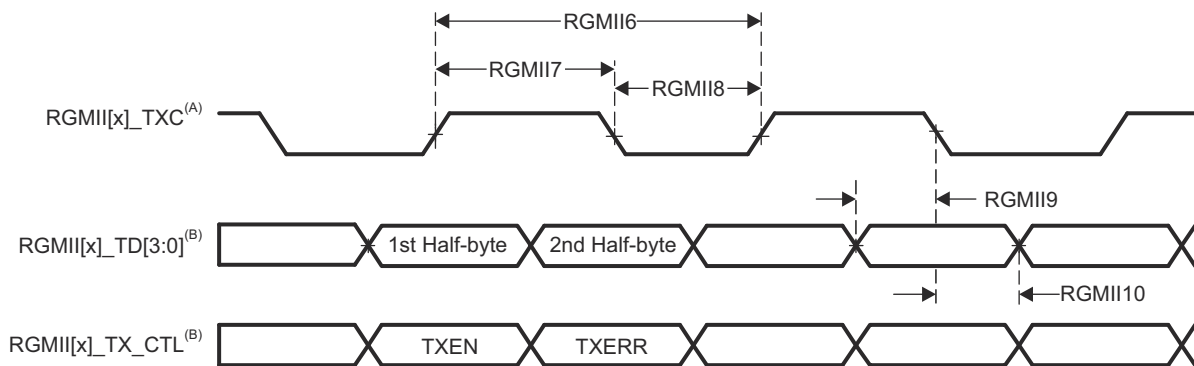 RGMII6
RGMII7
RGMII8
RGMII[x]_TXC(A)
RGMII9
RGMII[x]_TD[3:0](B)
1st Half-byte
2nd Half-byte
RGMII10
RGMII[x]_TX_CTL(B)
TXEN
TXERR